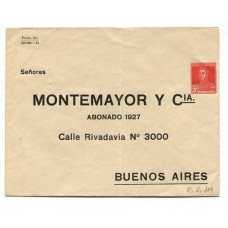 Señores
MONTEMAYOR Y CIA.
ABONADO 1927
Calle Rivadavia Nº 3000
BUENOS AIRES